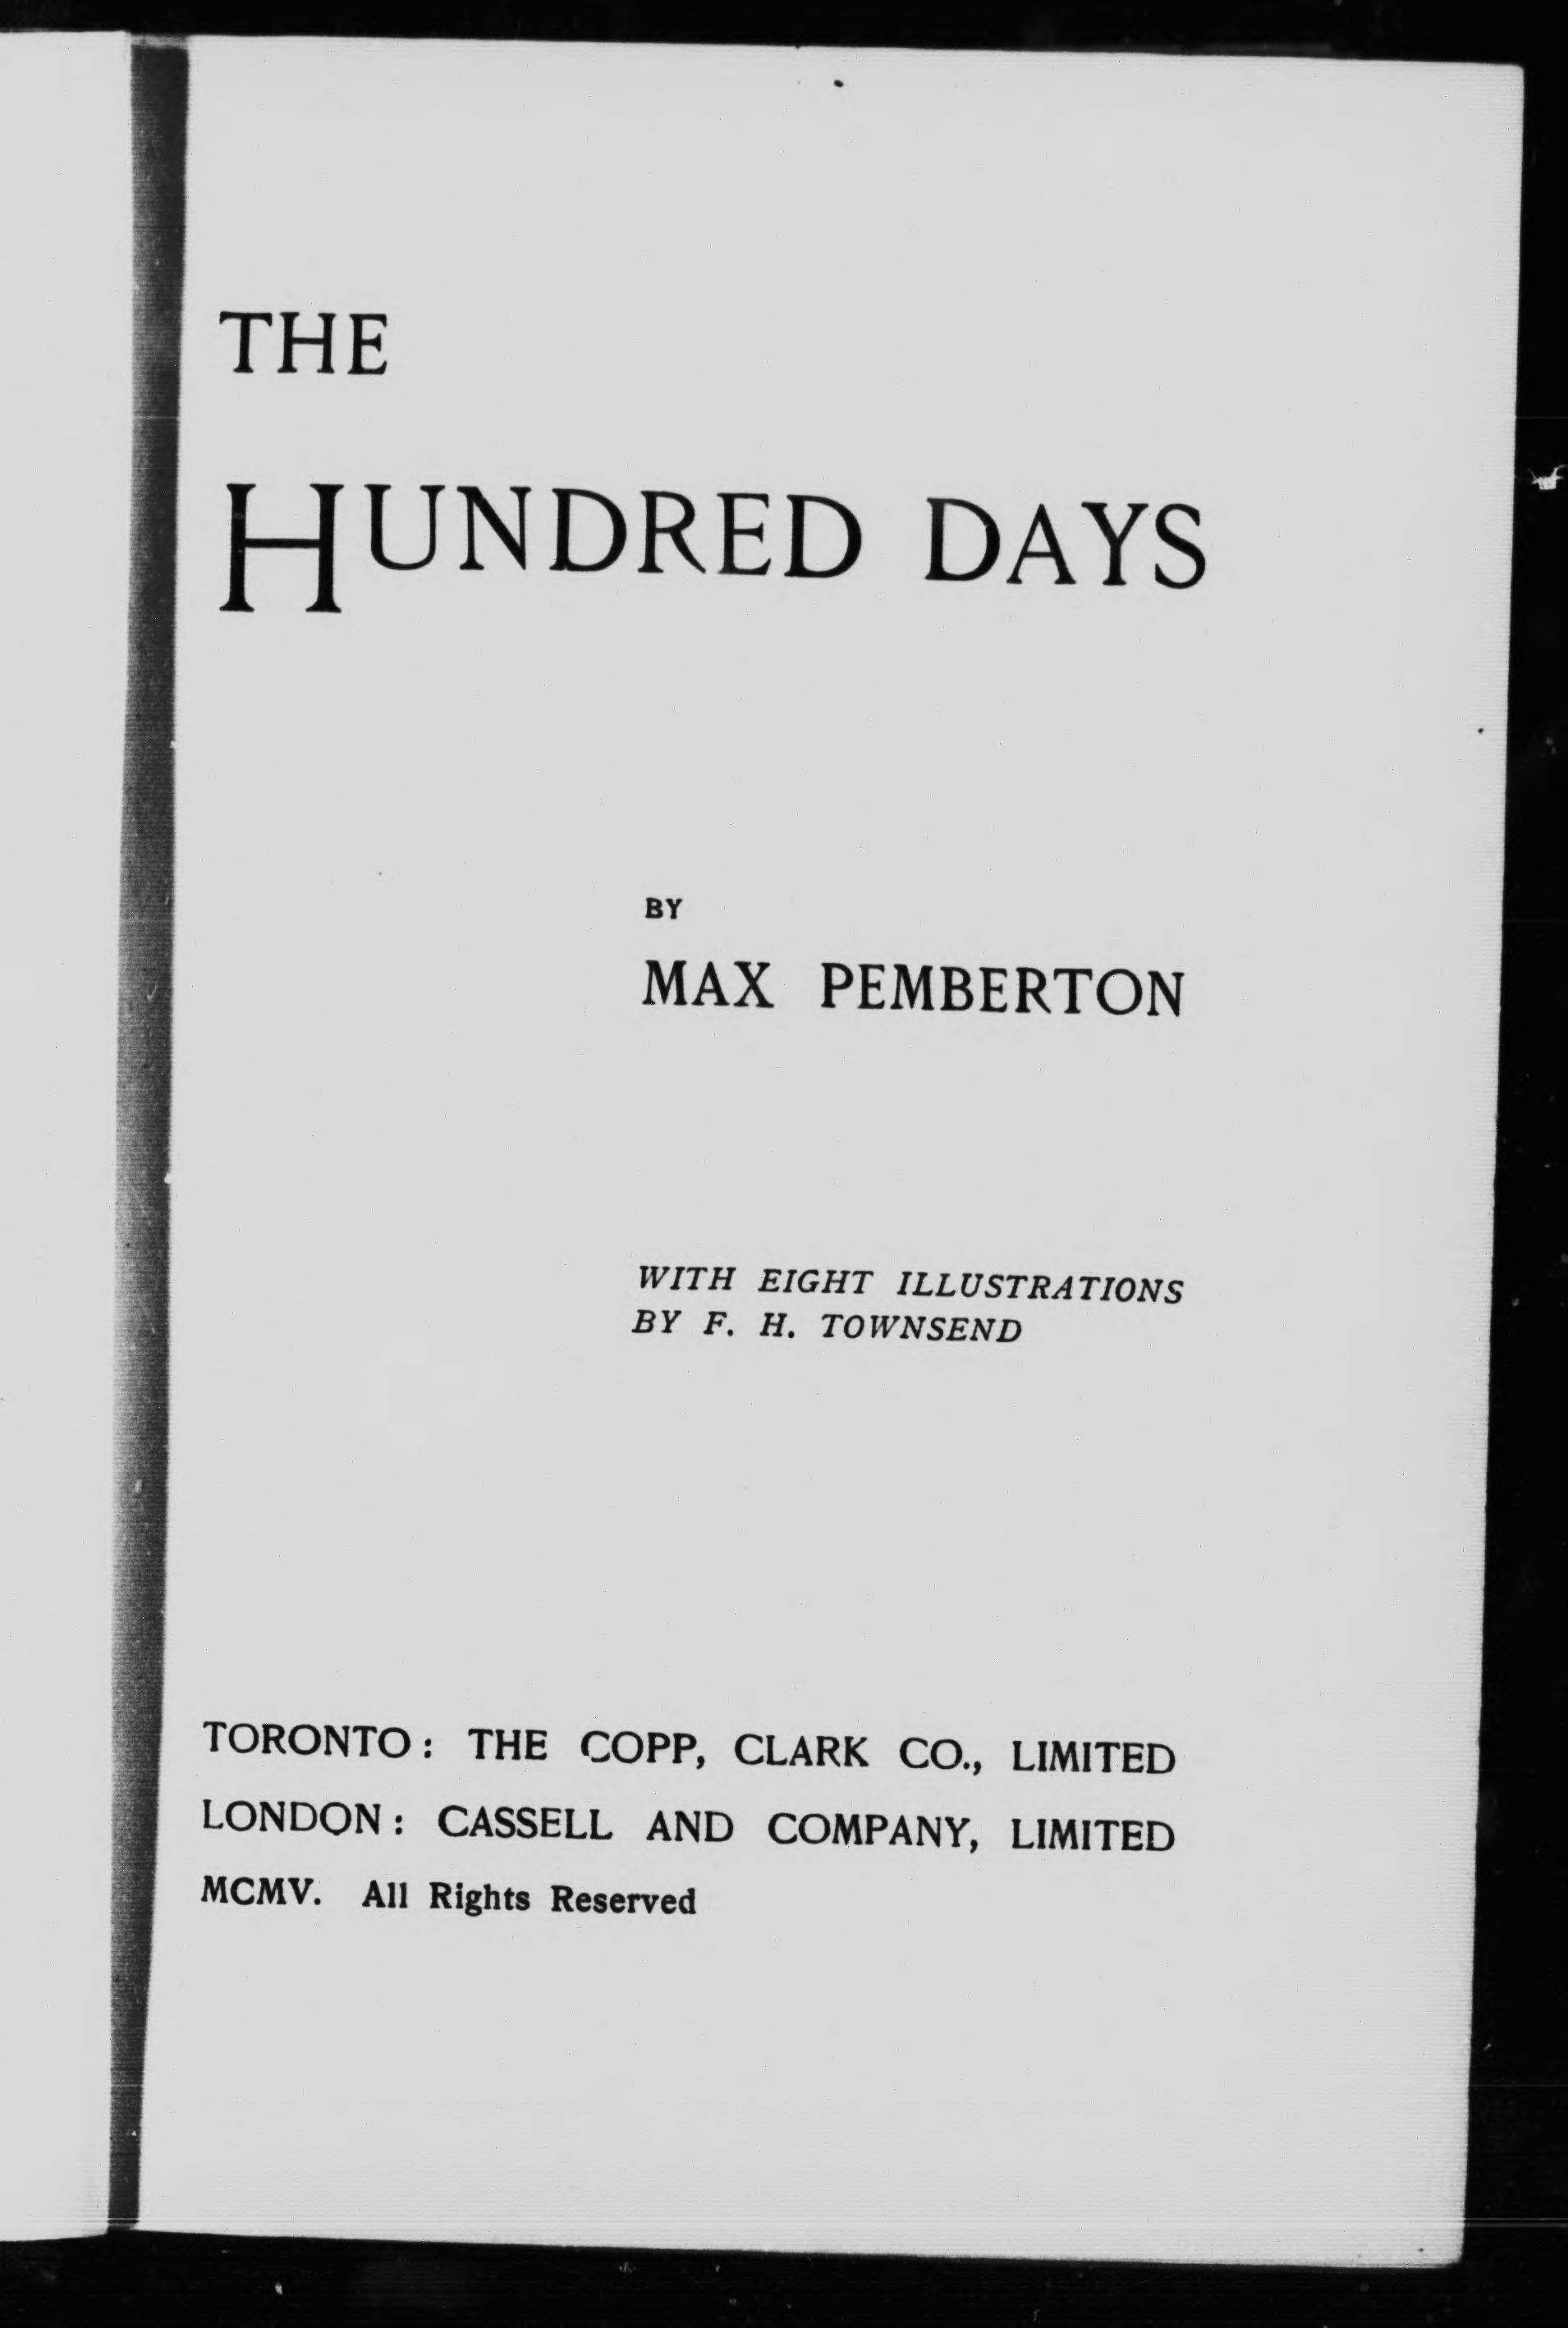 THE
HUNDRED DAYS
BY
MAX PEMBERTON
WITH EIGHT ILLUSTRATIONS
BY F. H. TOWNSEND
TORONTO: THE COPP, CLARK CO., LIMITED
LONDON: CASSELL AND COMPANY, LIMITED
MCMV. All Rights Reserved